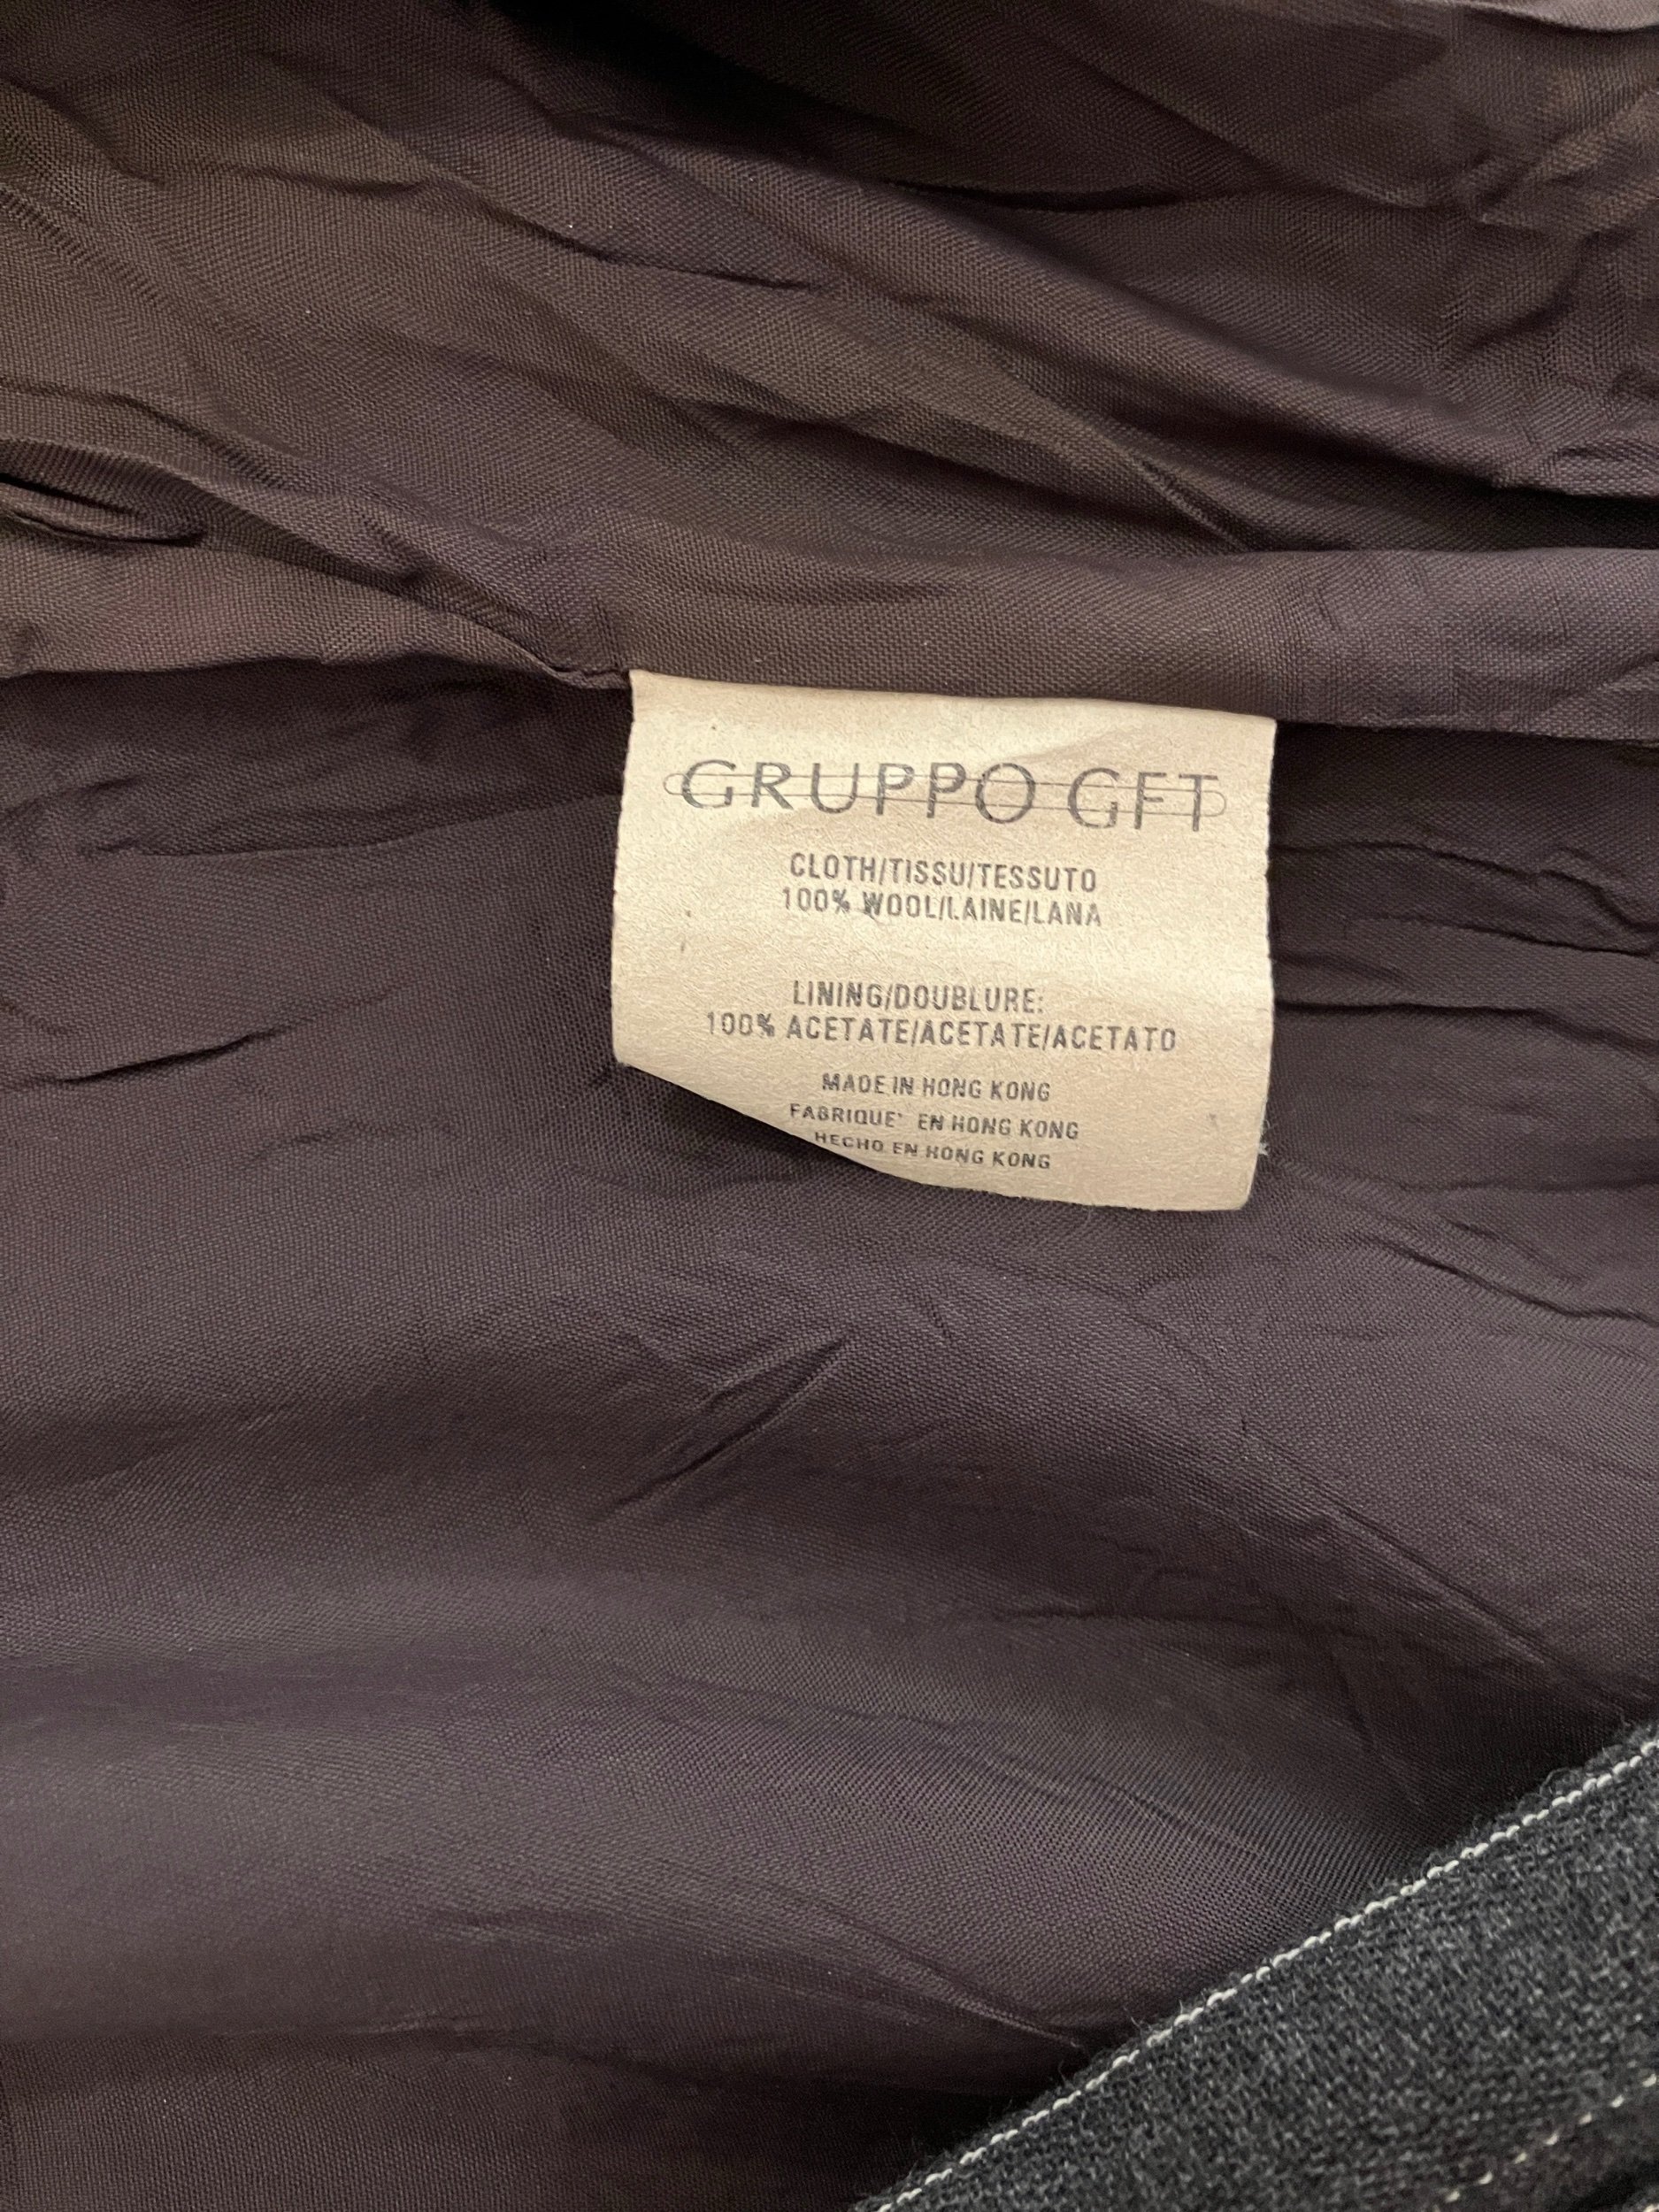 GRUPPO GFT
CLOTH/TISSU/TESSUTO
100% WOOL/LAINE/LANA
LINING/DOUBLURE:
100% ACETATE/ACETATE/ACETATO
MADE IN HONG KONG
FABRIQUE` EN HONG KONG
HECHO EN HONG KONG